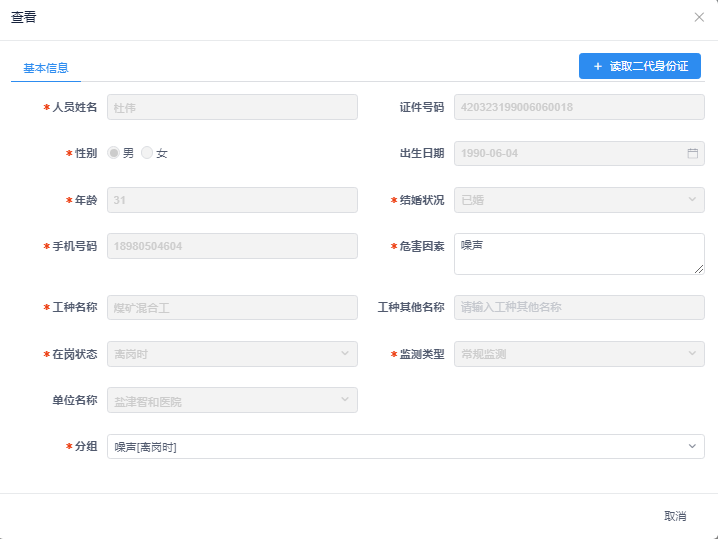 查看
基本信息
+ 读取二代身份证
* 人员姓名 杜伟 证件号码 420323199006060018
* 性别 男 女 出生日期 1990-06-04
* 年龄 31 * 结婚状况 已婚
* 手机号码 18980504604 * 危害因素 噪声
* 工种名称 煤矿混合工 工种其他名称 请输入工种其他名称
* 在岗状态 离岗时 * 监测类型 常规监测
单位名称 盐津智和医院
* 分组 噪声[离岗时]
取消